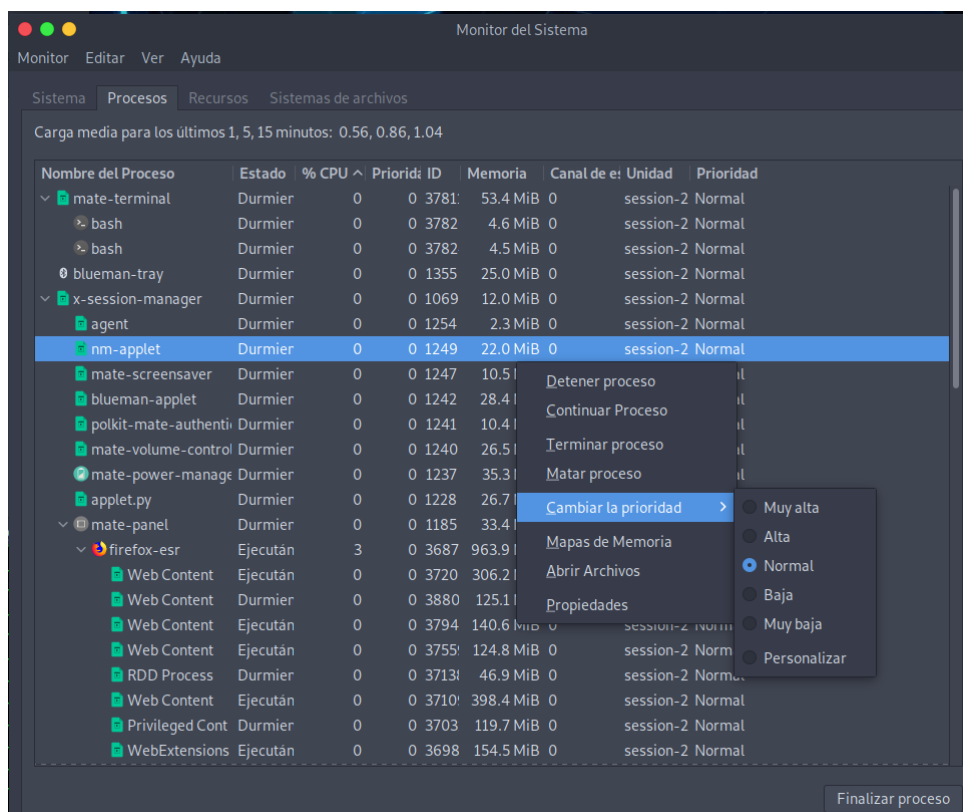 Monitor del Sistema
Monitor Editar Ver Ayuda
Sistema Procesos Recursos Sistemas de archivos
Carga media para los últimos 1, 5, 15 minutos: 0.56, 0.86, 1.04
Nombre del Proceso Estado % CPU Priorida ID Memoria Canal de es Unidad Prioridad
mate-terminal Durmier 0 0 3781 53.4 MiB 0 session-2 Normal
bash Durmier 0 0 3782 4.6 MiB 0 session-2 Normal
bash Durmier 0 0 3782 4.5 MiB 0 session-2 Normal
blueman-tray Durmier 0 0 1355 25.0 MiB 0 session-2 Normal
x-session-manager Durmier 0 0 1069 12.0 MiB 0 session-2 Normal
agent Durmier 0 0 1254 2.3 MiB 0 session-2 Normal
nm-applet Durmier 0 0 1249 22.0 MiB 0 session-2 Normal
mate-screensaver Durmier 0 0 1247 10.5
blueman-applet Durmier 0 0 1242 28.4
polkit-mate-authenti Durmier 0 0 1241 10.4
mate-volume-control Durmier 0 0 1240 26.5
mate-power-manage Durmier 0 0 1237 35.3
applet.py Durmier 0 0 1228 26.7
mate-panel Durmier 0 0 1185 33.4
firefox-esr Ejecután 3 0 3687 963.9
Web Content Ejecután 0 0 3720 306.2
Web Content Durmier 0 0 3880 125.1
Web Content Ejecután 0 0 3794 140.6 MiB 0 session-2 Norm
Web Content Ejecután 0 0 3755 124.8 MiB 0 session-2 Norm
RDD Process Durmier 0 0 3713 46.9 MiB 0 session-2 Normal
Web Content Ejecután 0 0 3710 398.4 MiB 0 session-2 Normal
Privileged Cont Durmier 0 0 3703 119.7 MiB 0 session-2 Normal
WebExtensions Ejecután 0 0 3698 154.5 MiB 0 session-2 Normal
Detener proceso
Continuar Proceso
Terminar proceso
Matar proceso
Cambiar la prioridad
Mapas de Memoria
Abrir Archivos
Propiedades
Muy alta
Alta
Normal
Baja
Muy baja
Personalizar
Finalizar proceso